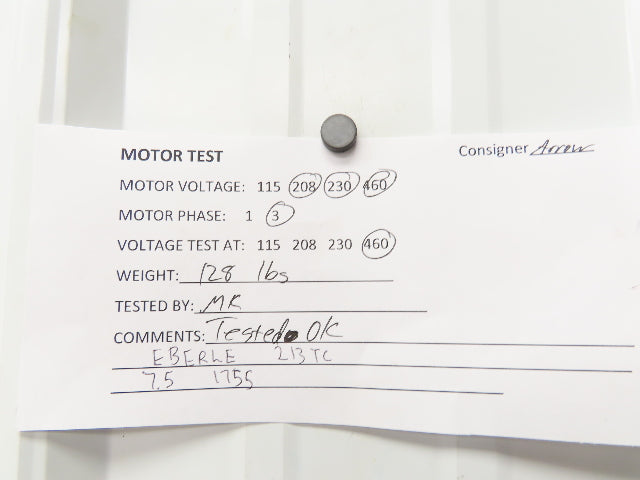 MOTOR TEST
Consigner Arrow
MOTOR VOLTAGE: 115 208 230 460
MOTOR PHASE: 1 3
VOLTAGE TEST AT: 115 208 230 460
WEIGHT: 128 lbs
TESTED BY: MR
COMMENTS: Tested OK
EBERLE 213TC
7.5 1755